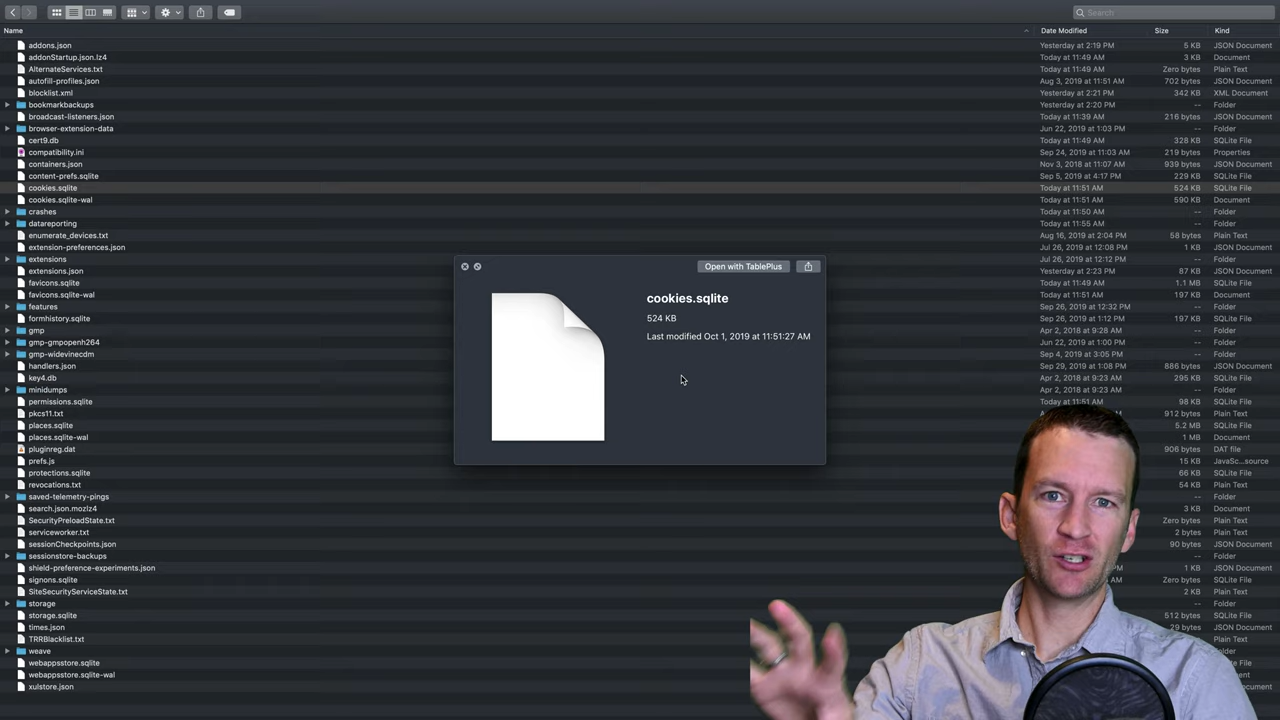 Search
Name Date Modified Size Kind
addons.json Yesterday at 2:19 PM 5 KB JSON Document
addonStartup.json.lz4 Today at 11:49 AM 3 KB Document
AlternateServices.txt Today at 11:49 AM Zero bytes Plain Text
autofill-profiles.json Aug 3, 2019 at 11:51 AM 702 bytes JSON Document
blocklist.xml Yesterday at 2:21 PM 342 KB XML Document
bookmarkbackups Yesterday at 2:20 PM -- Folder
broadcast-listeners.json Today at 11:39 AM 216 bytes JSON Document
browser-extension-data Jun 22, 2019 at 1:03 PM -- Folder
cert9.db Today at 11:49 AM 328 KB SQLite File
compatibility.ini Sep 24, 2019 at 11:03 AM 219 bytes Properties
containers.json Nov 3, 2018 at 11:07 AM 939 bytes JSON Document
content-prefs.sqlite Sep 5, 2019 at 4:17 PM 229 KB SQLite File
cookies.sqlite Today at 11:51 AM 524 KB SQLite File
cookies.sqlite-wal Today at 11:51 AM 590 KB Document
crashes Today at 11:50 AM -- Folder
datareporting Today at 11:55 AM -- Folder
enumerate_devices.txt Aug 16, 2019 at 2:04 PM 58 bytes Plain Text
extension-preferences.json Jul 26, 2019 at 12:08 PM 1 KB JSON Document
extensions Jul 26, 2019 at 12:12 PM -- Folder
extensions.json Yesterday at 2:23 PM 87 KB JSON Document
favicons.sqlite Today at 11:49 AM 1.1 MB SQLite File
favicons.sqlite-wal Today at 11:51 AM 197 KB Document
features Sep 26, 2019 at 12:32 PM -- Folder
formhistory.sqlite Sep 26, 2019 at 1:12 PM 197 KB SQLite File
gmp Apr 2, 2018 at 9:28 AM -- Folder
gmp-gmpopenh264 Jun 22, 2019 at 1:00 PM -- Folder
gmp-widevinecdm Sep 4, 2019 at 3:05 PM -- Folder
handlers.json Sep 29, 2019 at 1:08 PM 886 bytes JSON Document
key4.db Apr 2, 2018 at 9:23 AM 295 KB SQLite File
minidumps Apr 2, 2018 at 9:23 AM -- Folder
permissions.sqlite Today at 11:51 AM 98 KB SQLite File
pkcs11.txt 912 bytes Plain Text
places.sqlite 5.2 MB SQLite File
places.sqlite-wal 1 MB Document
pluginreg.dat 906 bytes DAT file
prefs.js 15 KB JavaSc...source
protections.sqlite 66 KB SQLite File
revocations.txt 54 KB Plain Text
saved-telemetry-pings -- Folder
search.json.mozlz4 3 KB Document
SecurityPreloadState.txt Zero bytes Plain Text
serviceworker.txt 2 bytes Plain Text
sessionCheckpoints.json 90 bytes JSON Document
sessionstore-backups -- Folder
shield-preference-experiments.json 1 KB JSON Document
signons.sqlite SQLite File
SiteSecurityServiceState.txt 2 KB Plain Text
storage -- Folder
storage.sqlite 512 bytes SQLite File
times.json 29 bytes JSON Document
TRRBlacklist.txt Plain Text
weave
webappsstore.sqlite
webappsstore.sqlite-wal
xulstore.json
Open with TablePlus
cookies.sqlite
524 KB
Last modified Oct 1, 2019 at 11:51:27 AM